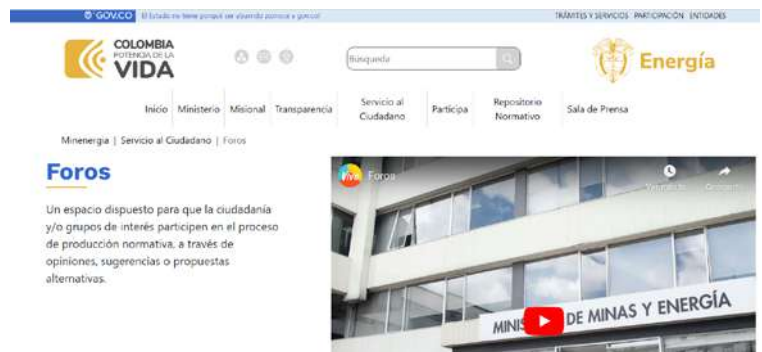 GOV.CO
TRÁMITES Y SERVICIOS PARTICIPACIÓN ENTIDADES
COLOMBIA
POTENCIA DE LA
VIDA
Búsqueda
Energía
Inicio Ministerio Misional Transparencia Servicio al Ciudadano Participa Repositorio Normativo Sala de Prensa
Minenergia | Servicio al Ciudadano | Foros
Foros
Un espacio dispuesto para que la ciudadanía
y/o grupos de interés participen en el proceso
de producción normativa, a través de
opiniones, sugerencias o propuestas
alternativas.
Foros
DE MINAS Y ENERGÍA